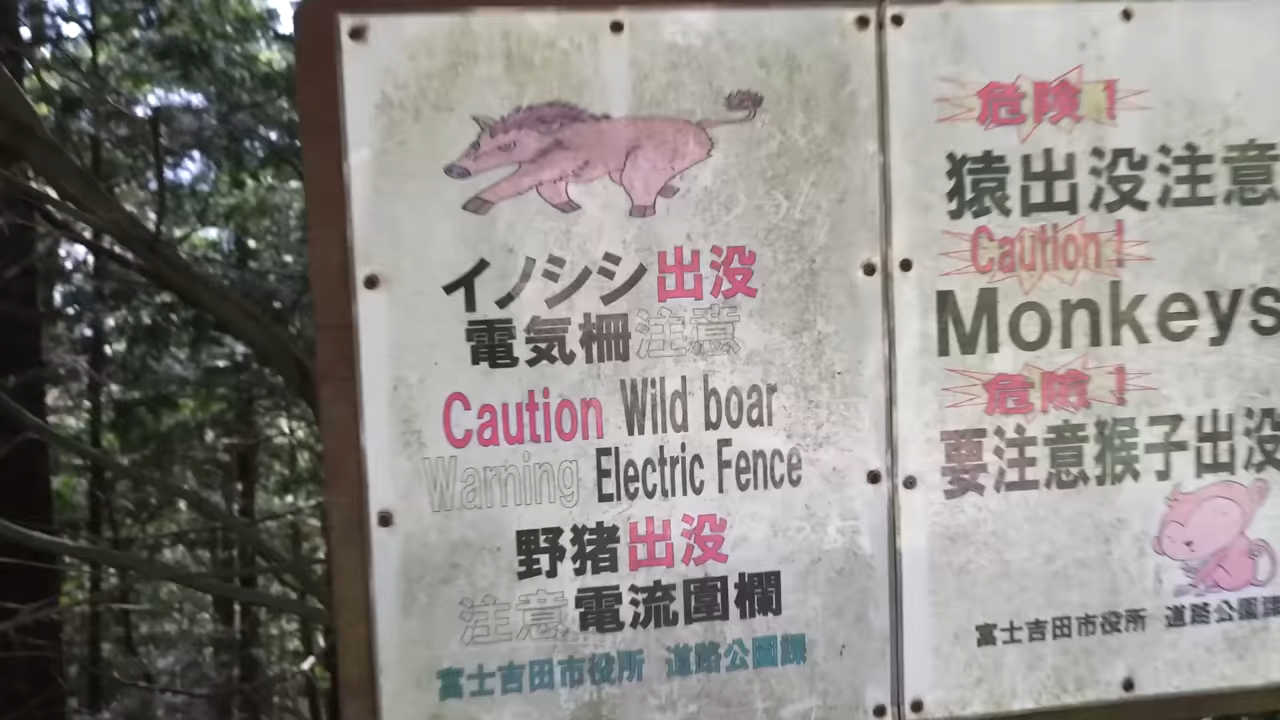 イノシシ出没
電気柵注意
Caution Wild boar
Warning Electric Fence
野猪出没
注意電流圍欄
富士吉田市役所 道路公園課
危険！
猿出没注意
Caution!
Monkeys
危險！
要注意猴子出没
富士吉田市役所 道路公園課